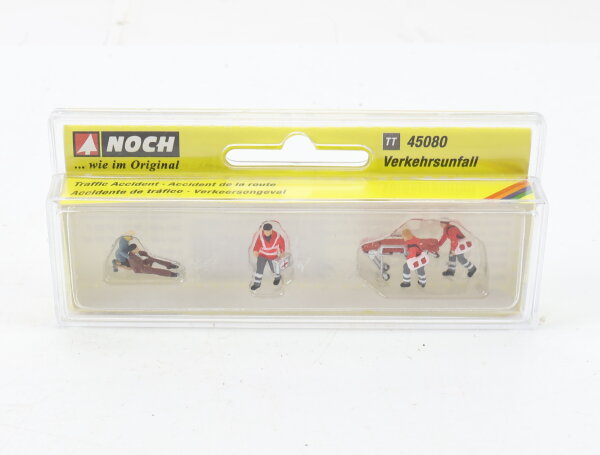 NOCH
... wie im Original
TT 45080
Verkehrsunfall
Traffic Accident - Accident de la route
Accidente de tráfico - Verkeersongeval